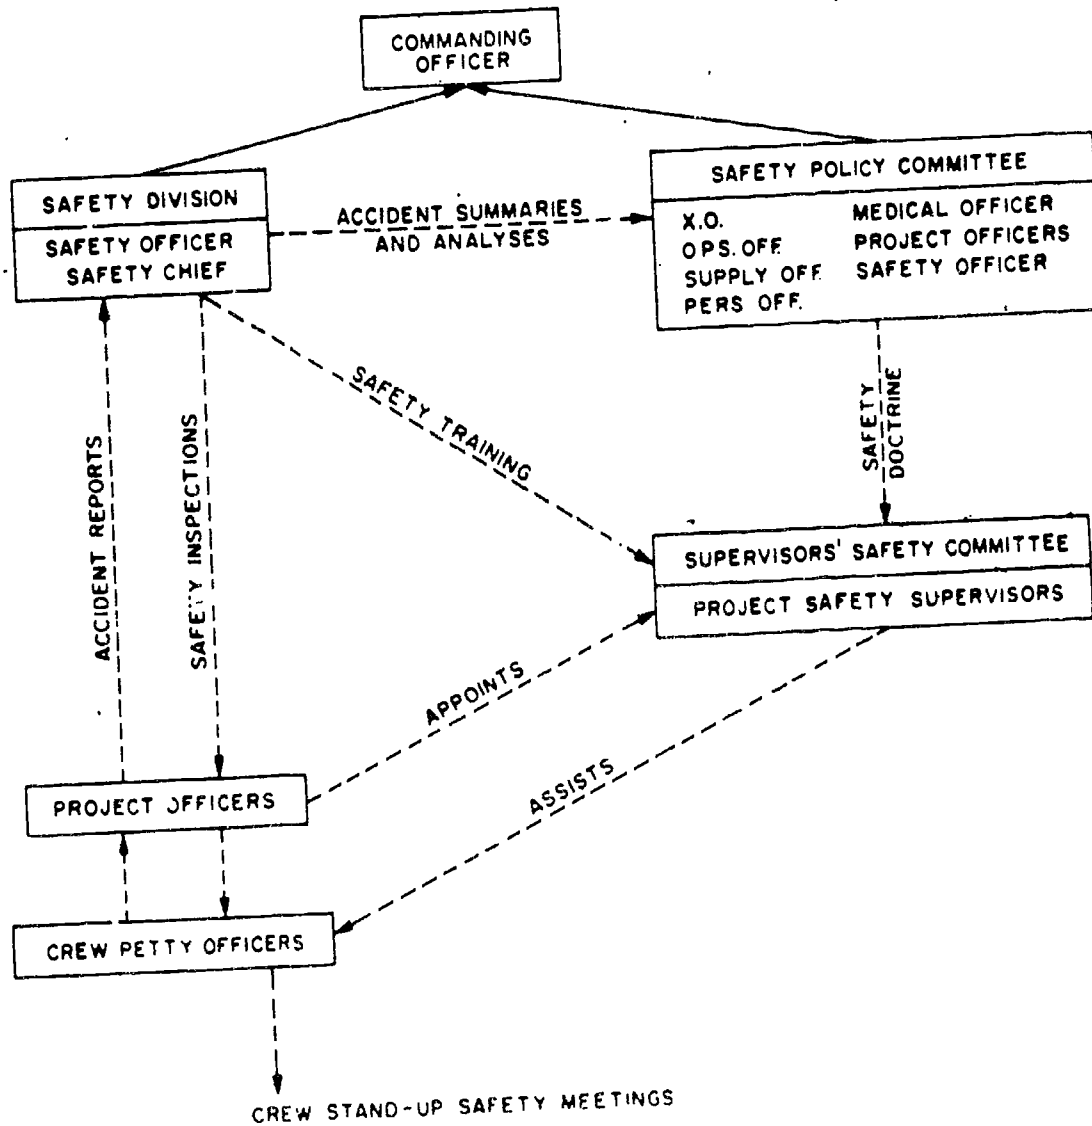 COMMANDING
OFFICER
SAFETY DIVISION
SAFETY OFFICER
SAFETY CHIEF
ACCIDENT SUMMARIES
AND ANALYSES
SAFETY POLICY COMMITTEE
X.O.
OPS. OFF.
SUPPLY OFF.
PERS OFF.
MEDICAL OFFICER
PROJECT OFFICERS
SAFETY OFFICER
SAFETY TRAINING
SAFETY
DOCTRINE
ACCIDENT REPORTS
SAFETY INSPECTIONS
SUPERVISORS' SAFETY COMMITTEE
PROJECT SAFETY SUPERVISORS
APPOINTS
ASSISTS
PROJECT OFFICERS
CREW PETTY OFFICERS
CREW STAND-UP SAFETY MEETINGS